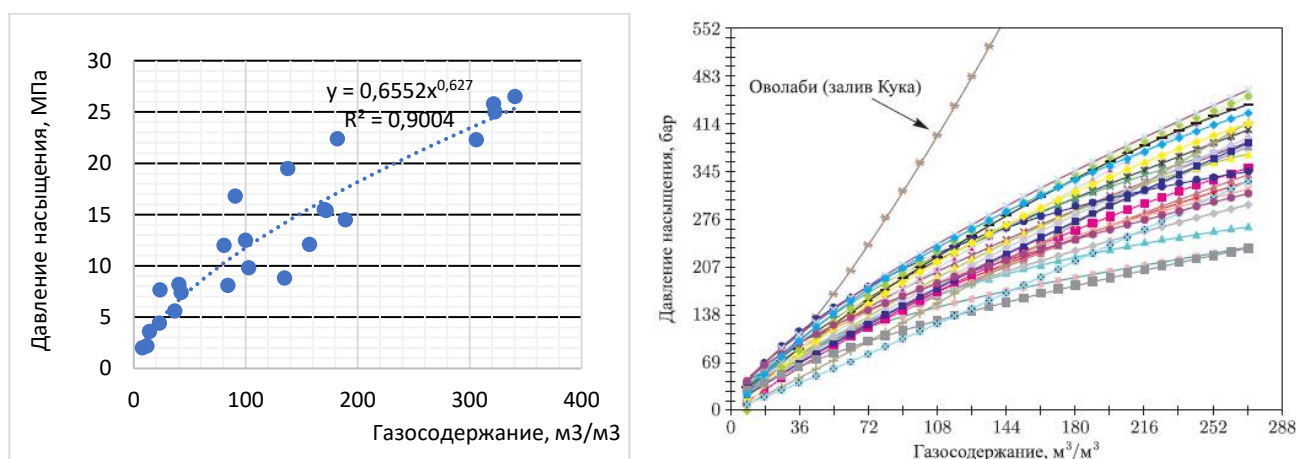 30
25
20
15
10
5
0
0 100 200 300 400
Давление насыщения, МПа
Газосодержание, м3/м3
y = 0,6552x^0,627
R² = 0,9004
552
483
414
345
276
207
138
69
0
0 36 72 108 144 180 216 252 288
Давление насыщения, бар
Газосодержание, м³/м³
Оволаби (залив Кука)